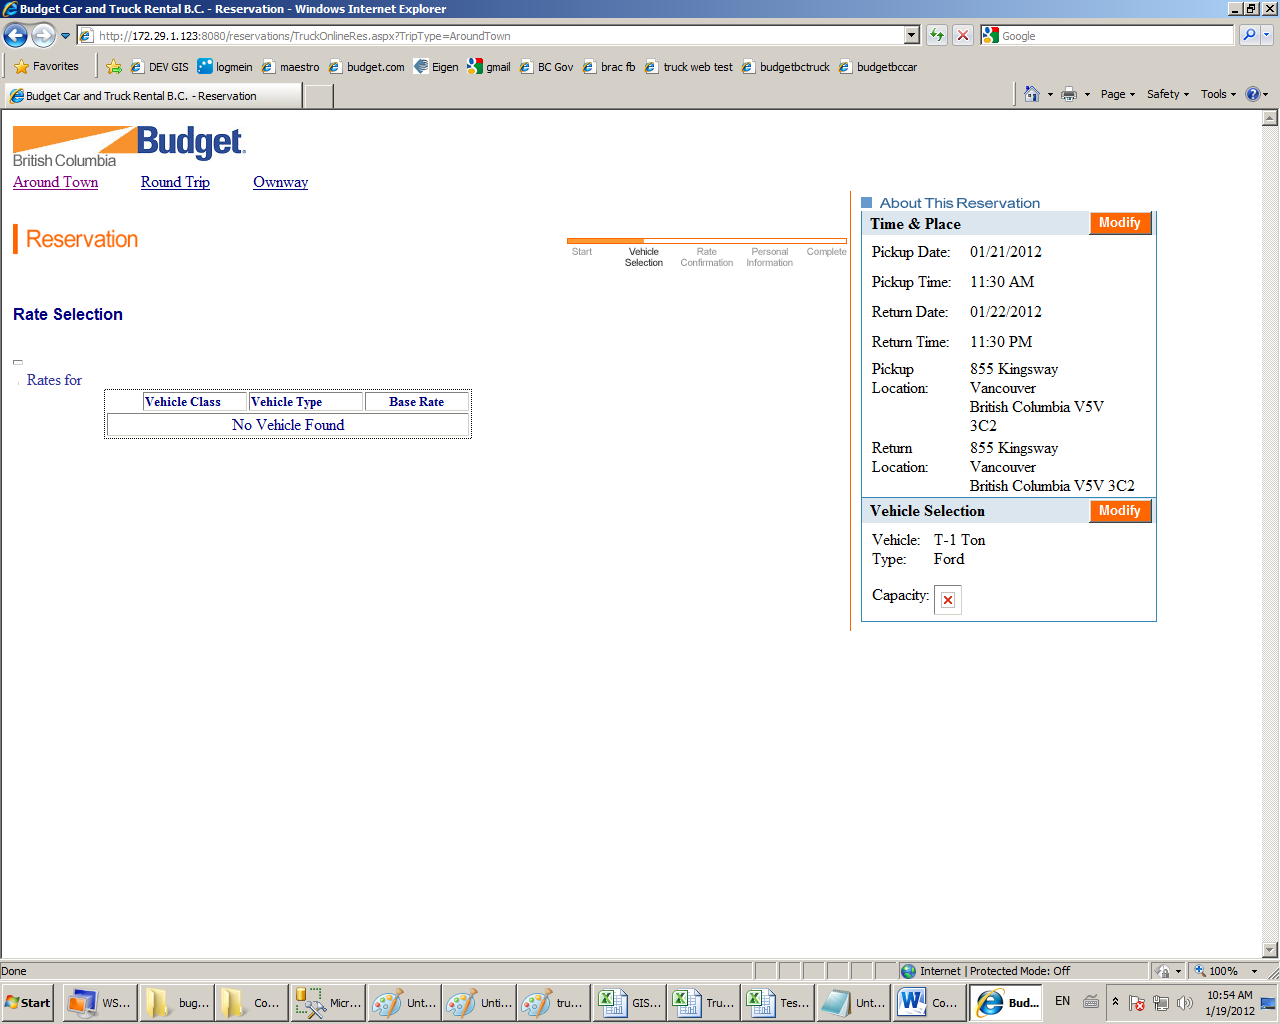 Budget Car and Truck Rental B.C. - Reservation - Windows Internet Explorer
http://172.29.1.123:8080/reservations/TruckOnlineRes.aspx?TripType=AroundTown
Google
Favorites DEV GIS logmein maestro budget.com Eigen gmail BC Gov brac fb truck web test budgetbctruck budgetbccar
Budget Car and Truck Rental B.C. - Reservation
Page Safety Tools
Budget
British Columbia
Around Town Round Trip Ownway
Reservation
Start Vehicle Selection Rate Confirmation Personal Information Complete
Rate Selection
Rates for
Vehicle Class Vehicle Type Base Rate
No Vehicle Found
About This Reservation
Time & Place Modify
Pickup Date: 01/21/2012
Pickup Time: 11:30 AM
Return Date: 01/22/2012
Return Time: 11:30 PM
Pickup Location: 855 Kingsway
Vancouver
British Columbia V5V
3C2
Return Location: 855 Kingsway
Vancouver
British Columbia V5V 3C2
Vehicle Selection Modify
Vehicle: T-1 Ton
Type: Ford
Capacity:
Done
Internet | Protected Mode: Off
100%
Start WS... bug... Co... Micr... Unt... Unti... tru... GIS... Tru... Tes... Unt... Co... Bud... EN
10:54 AM
1/19/2012